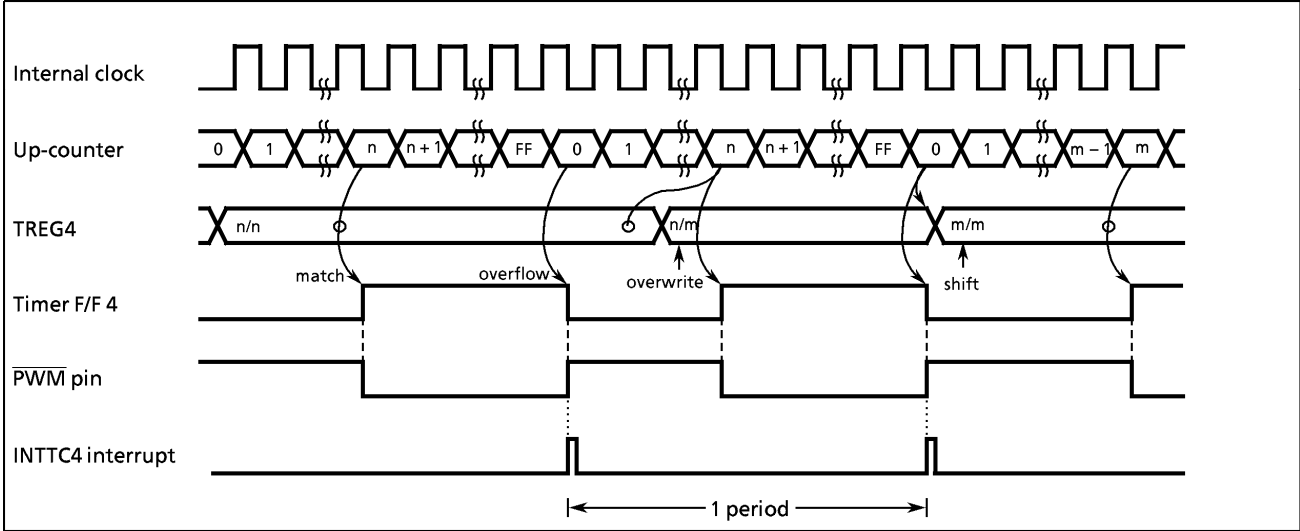 Internal clock
Up-counter 0 1 n n + 1 FF 0 1 n n + 1 FF 0 1 m – 1 m
TREG4 n/n n/m m/m
match overflow overwrite shift
Timer F/F 4
PWM pin
INTTC4 interrupt
1 period